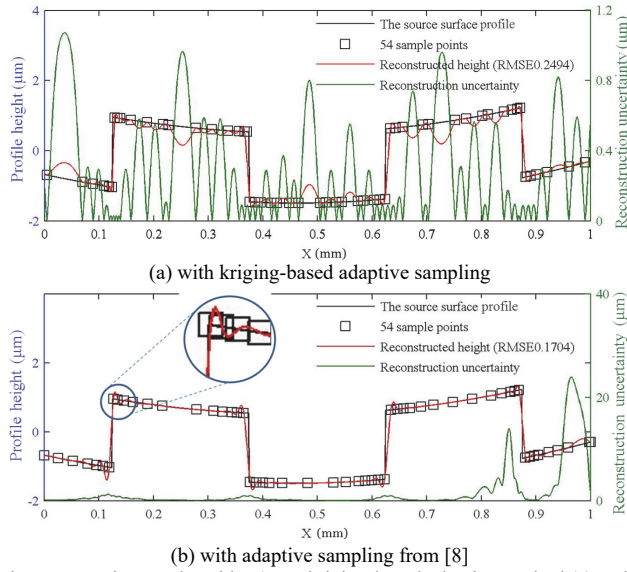 4
2
0
-2
Profile height (μm)
The source surface profile
54 sample points
Reconstructed height (RMSE0.2494)
Reconstruction uncertainty
1.2
0.8
0.4
0
Reconstruction uncertainty (μm)
0 0.1 0.2 0.3 0.4 0.5 0.6 0.7 0.8 0.9 1
X (mm)
(a) with kriging-based adaptive sampling
2
0
-2
Profile height (μm)
The source surface profile
54 sample points
Reconstructed height (RMSE0.1704)
Reconstruction uncertainty
40
20
0
Reconstruction uncertainty (μm)
0 0.1 0.2 0.3 0.4 0.5 0.6 0.7 0.8 0.9 1
X (mm)
(b) with adaptive sampling from [8]